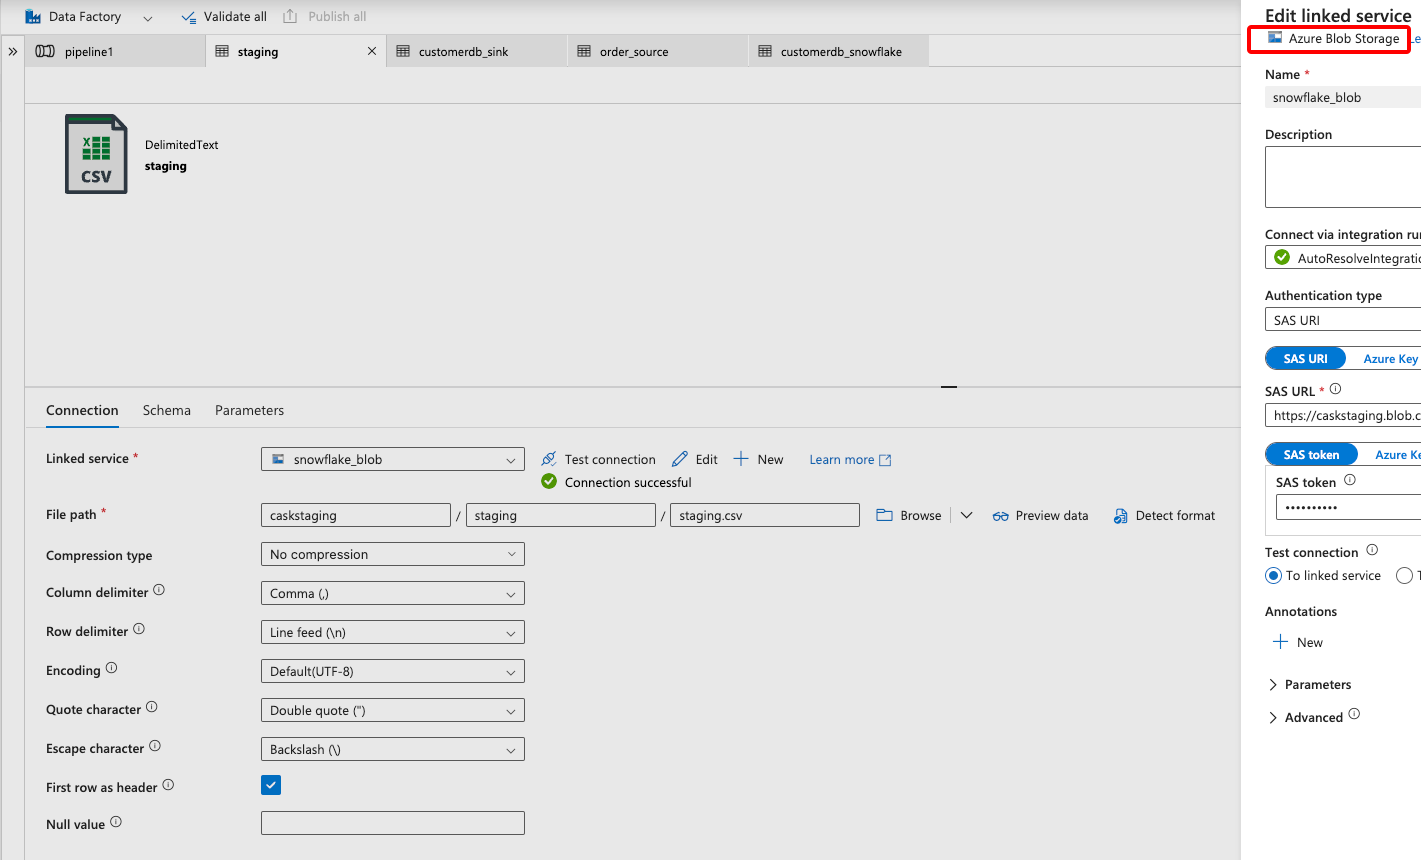 Data Factory
Validate all
Publish all
pipeline1
staging
customerdb_sink
order_source
customerdb_snowflake
CSV
DelimitedText
staging
Connection
Schema
Parameters
Linked service *
snowflake_blob
Test connection
Edit
New
Learn more
Connection successful
File path *
caskstaging / staging / staging.csv
Browse
Preview data
Detect format
Compression type
No compression
Column delimiter
Comma (,)
Row delimiter
Line feed (\n)
Encoding
Default(UTF-8)
Quote character
Double quote (")
Escape character
Backslash (\)
First row as header
Null value
Edit linked service
Azure Blob Storage
Name *
snowflake_blob
Description
Connect via integration
Authentication type
SAS URI
SAS URI
Azure Key
SAS URL *
https://caskstaging.blob.c
SAS token
Azure
SAS token
••••••••••
Test connection
To linked service
Annotations
New
Parameters
Advanced